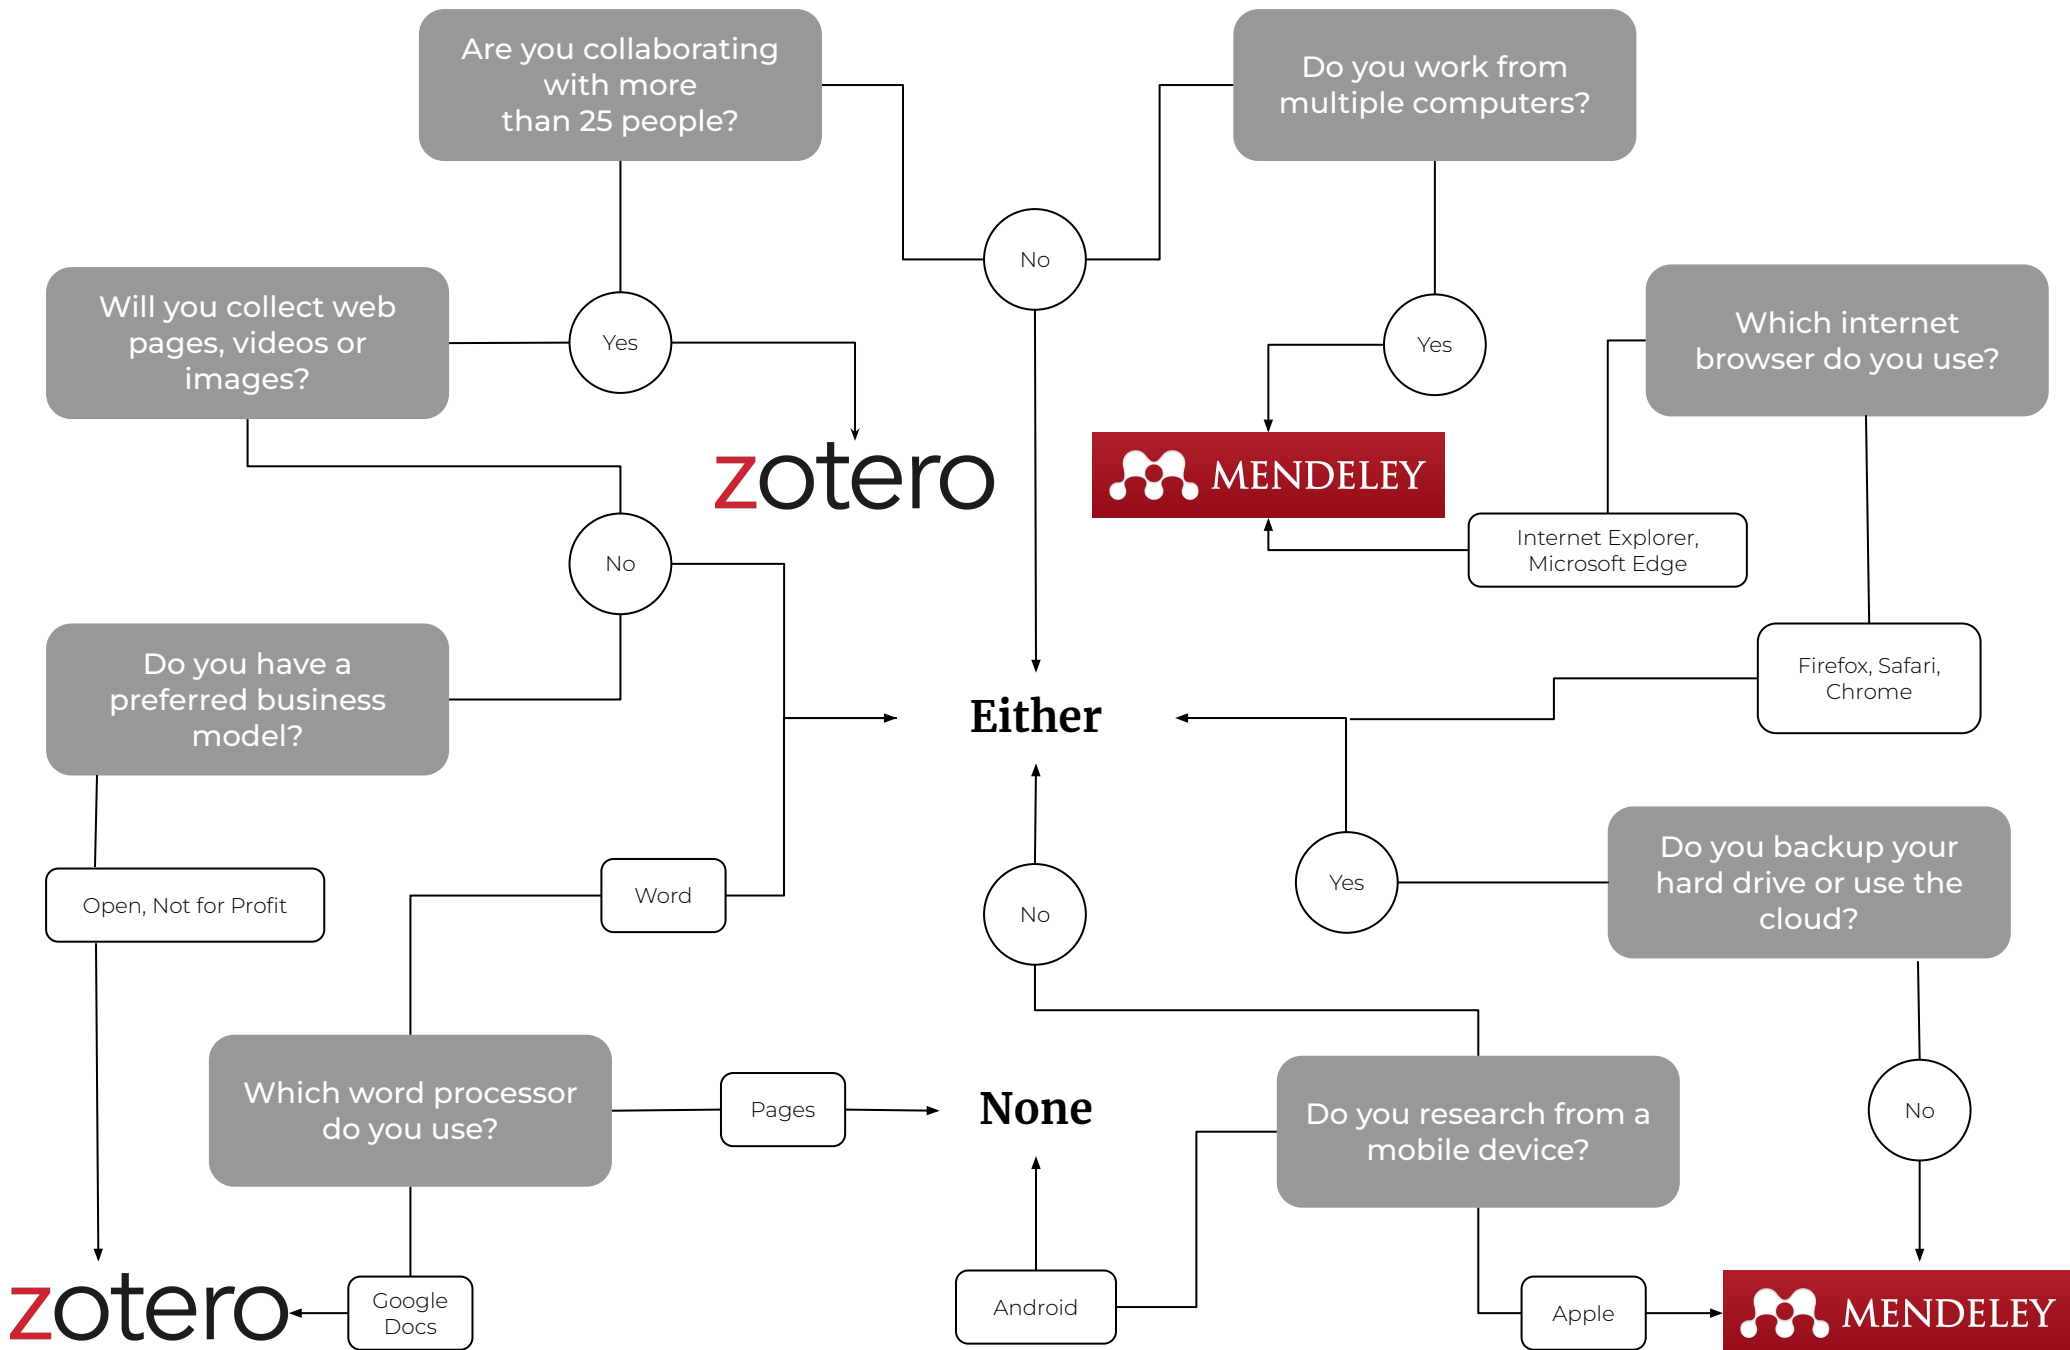 Are you collaborating
with more
than 25 people?
Do you work from
multiple computers?
No
Will you collect web
pages, videos or
images?
Yes
Yes
Which internet
browser do you use?
zotero
MENDELEY
Internet Explorer,
Microsoft Edge
No
Do you have a
preferred business
model?
Either
Firefox, Safari,
Chrome
Open, Not for Profit
Word
No
Yes
Do you backup your
hard drive or use the
cloud?
Which word processor
do you use?
Pages
None
Do you research from a
mobile device?
No
zotero
Google
Docs
Android
Apple
MENDELEY